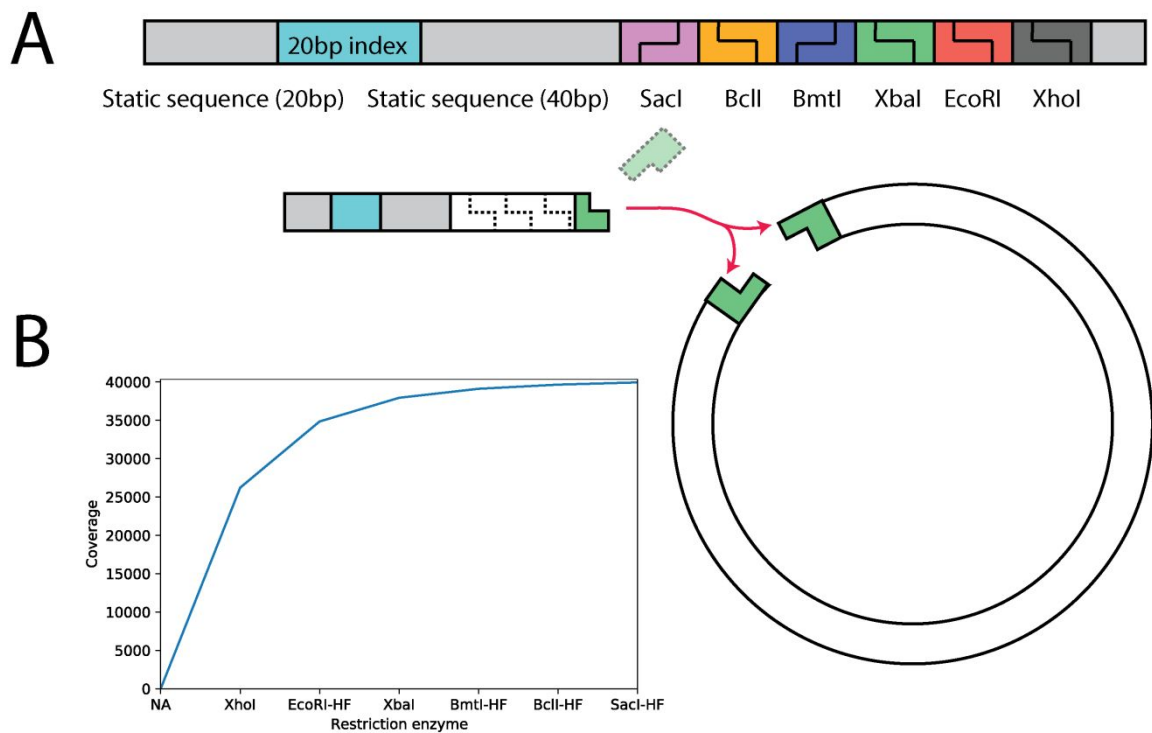 A
20bp index
Static sequence (20bp) Static sequence (40bp) SacI BclI BmtI XbaI EcoRI XhoI
B
40000
35000
30000
25000
20000
15000
10000
5000
0
Coverage
NA XhoI EcoRI-HF XbaI BmtI-HF BclI-HF SacI-HF
Restriction enzyme